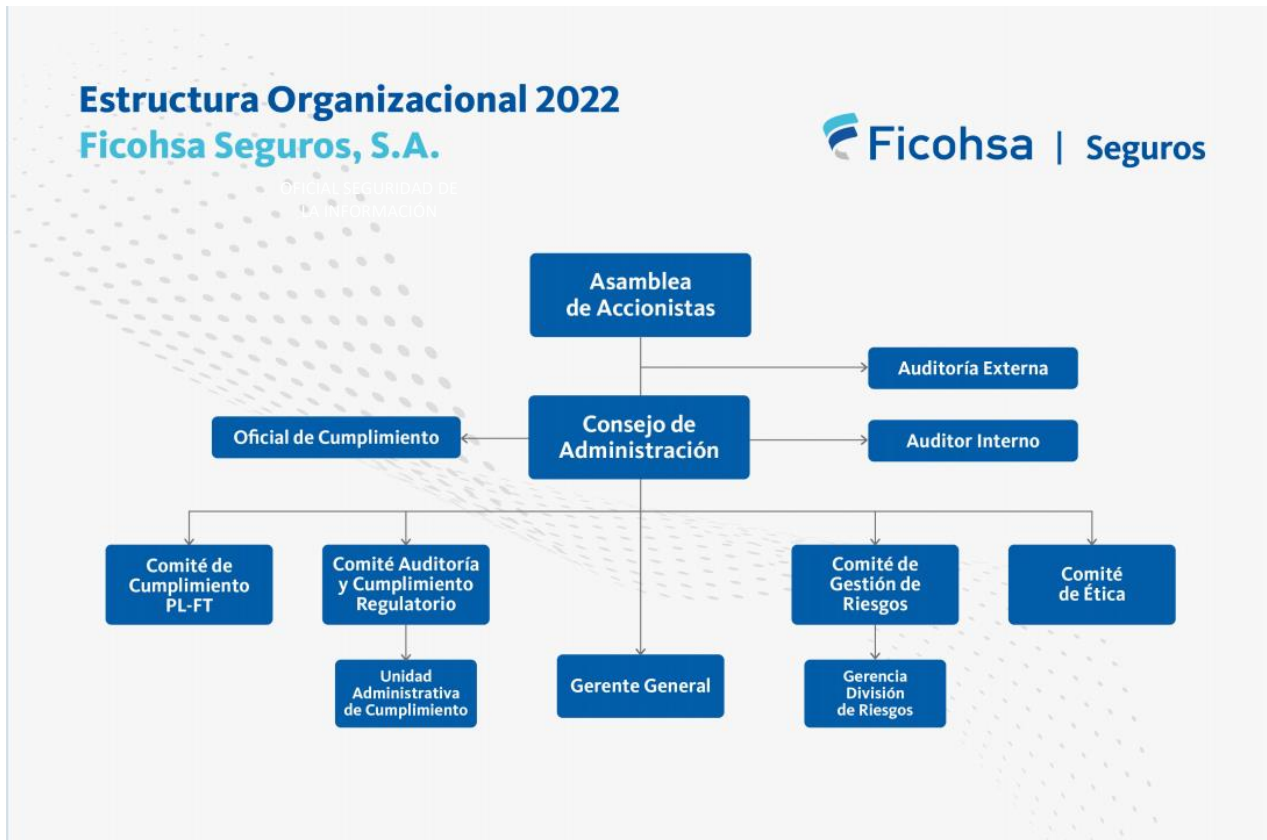 Estructura Organizacional 2022
Ficohsa Seguros, S.A.
Ficohsa | Seguros
OFICIAL SEGURIDAD DE
LA INFORMACIÓN
Asamblea
de Accionistas
Auditoría Externa
Oficial de Cumplimiento
Consejo de
Administración
Auditor Interno
Comité de
Cumplimiento
PL-FT
Comité Auditoría
y Cumplimiento
Regulatorio
Comité de
Gestión de
Riesgos
Comité
de Ética
Unidad
Administrativa
de Cumplimiento
Gerente General
Gerencia
División
de Riesgos